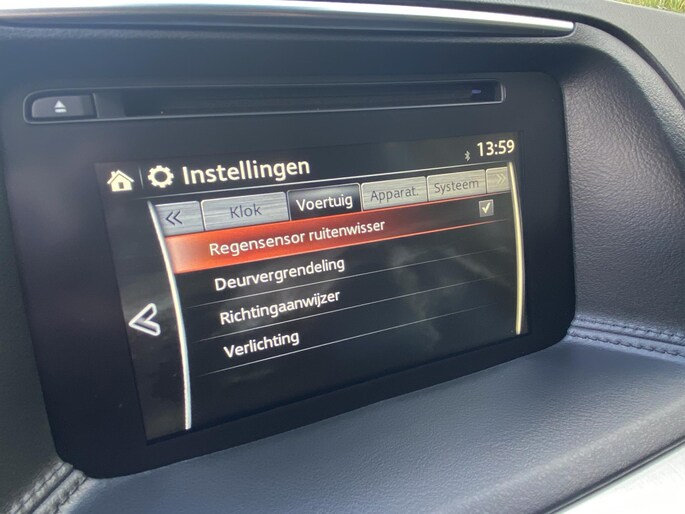 Instellingen
13:59
Klok
Voertuig
Apparat.
Systeem
Regensensor ruitenwisser
Deurvergrendeling
Richtingaanwijzer
Verlichting